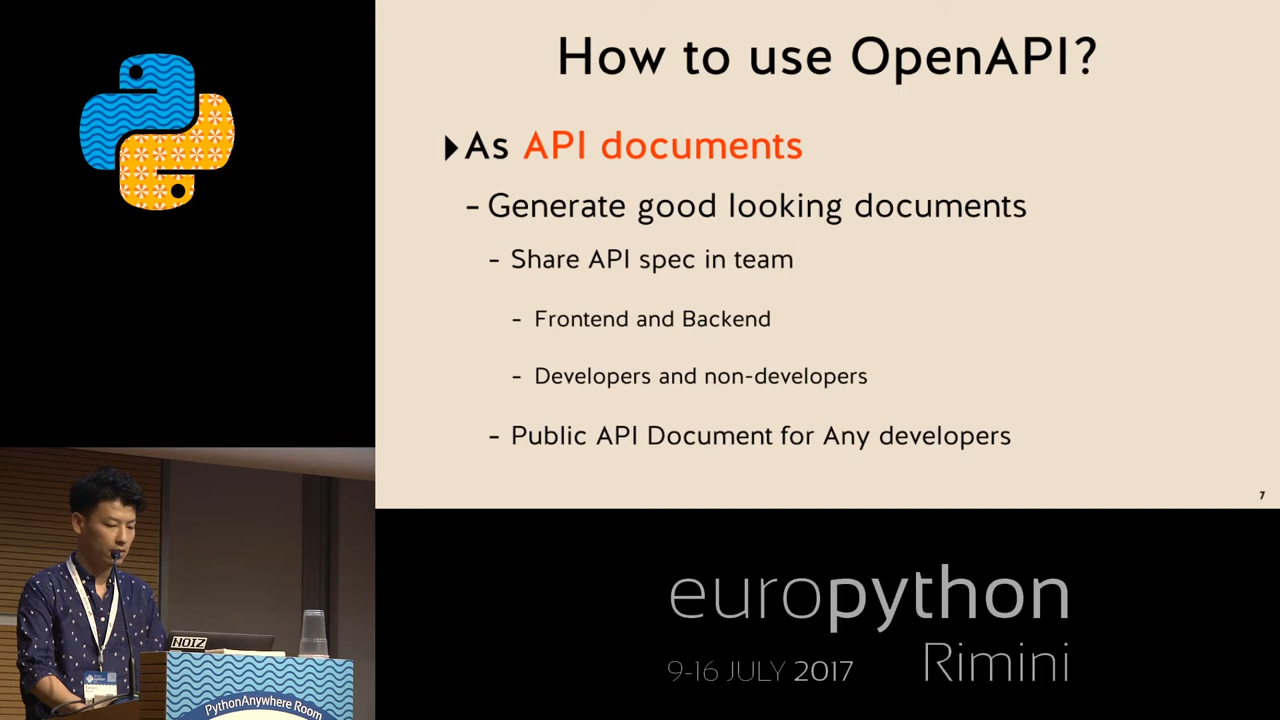 How to use OpenAPI?
As API documents
- Generate good looking documents
- Share API spec in team
- Frontend and Backend
- Developers and non-developers
- Public API Document for Any developers
7
NOIZ
PythonAnywhere Room
europython
Rimini
9-16 JULY 2017